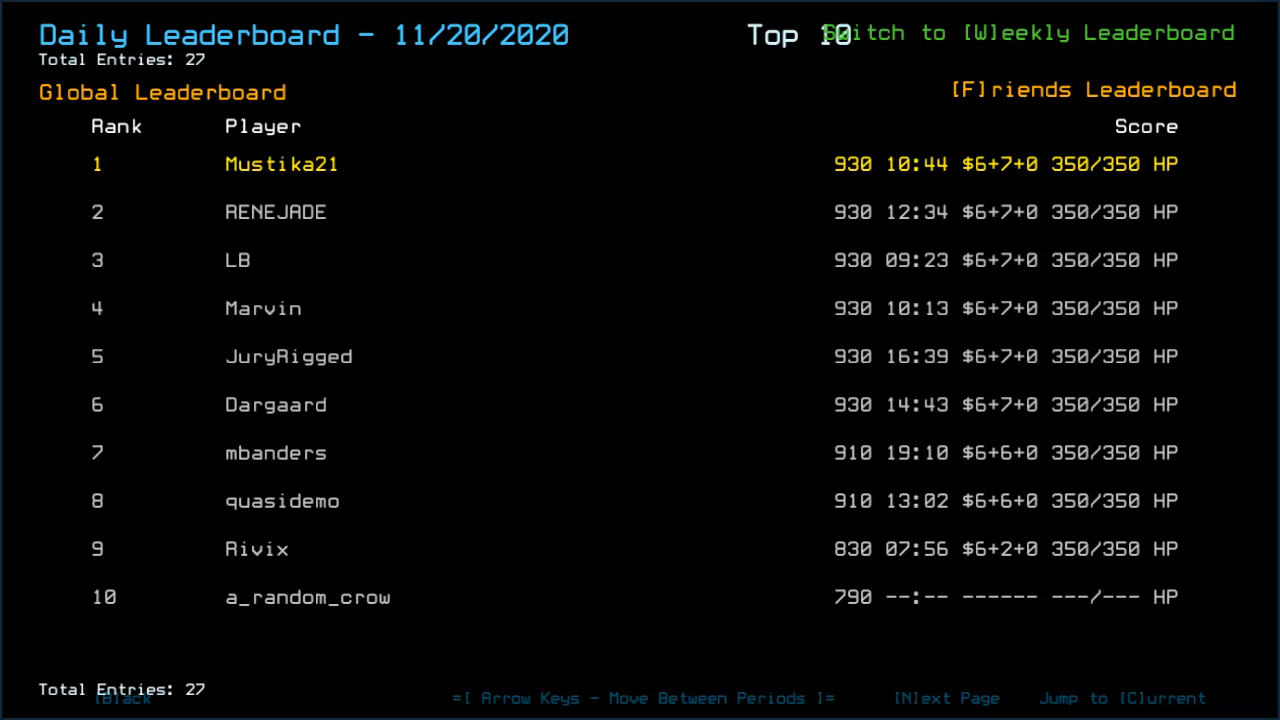 Daily Leaderboard - 11/20/2020 Top 10 Switch to [W]eekly Leaderboard
Total Entries: 27
Global Leaderboard [F]riends Leaderboard
Rank Player Score
1 Mustika21 930 10:44 $6+7+0 350/350 HP
2 RENEJADE 930 12:34 $6+7+0 350/350 HP
3 LB 930 09:23 $6+7+0 350/350 HP
4 Marvin 930 10:13 $6+7+0 350/350 HP
5 JuryRigged 930 16:39 $6+7+0 350/350 HP
6 Dargaard 930 14:43 $6+7+0 350/350 HP
7 mbanders 910 19:10 $6+6+0 350/350 HP
8 quasidemo 910 13:02 $6+6+0 350/350 HP
9 Rivix 830 07:56 $6+2+0 350/350 HP
10 a_random_crow 790 --:-- ------ ---/--- HP
Total Entries: 27
[B]ack =[ Arrow Keys - Move Between Periods ]= [N]ext Page Jump to [C]urrent